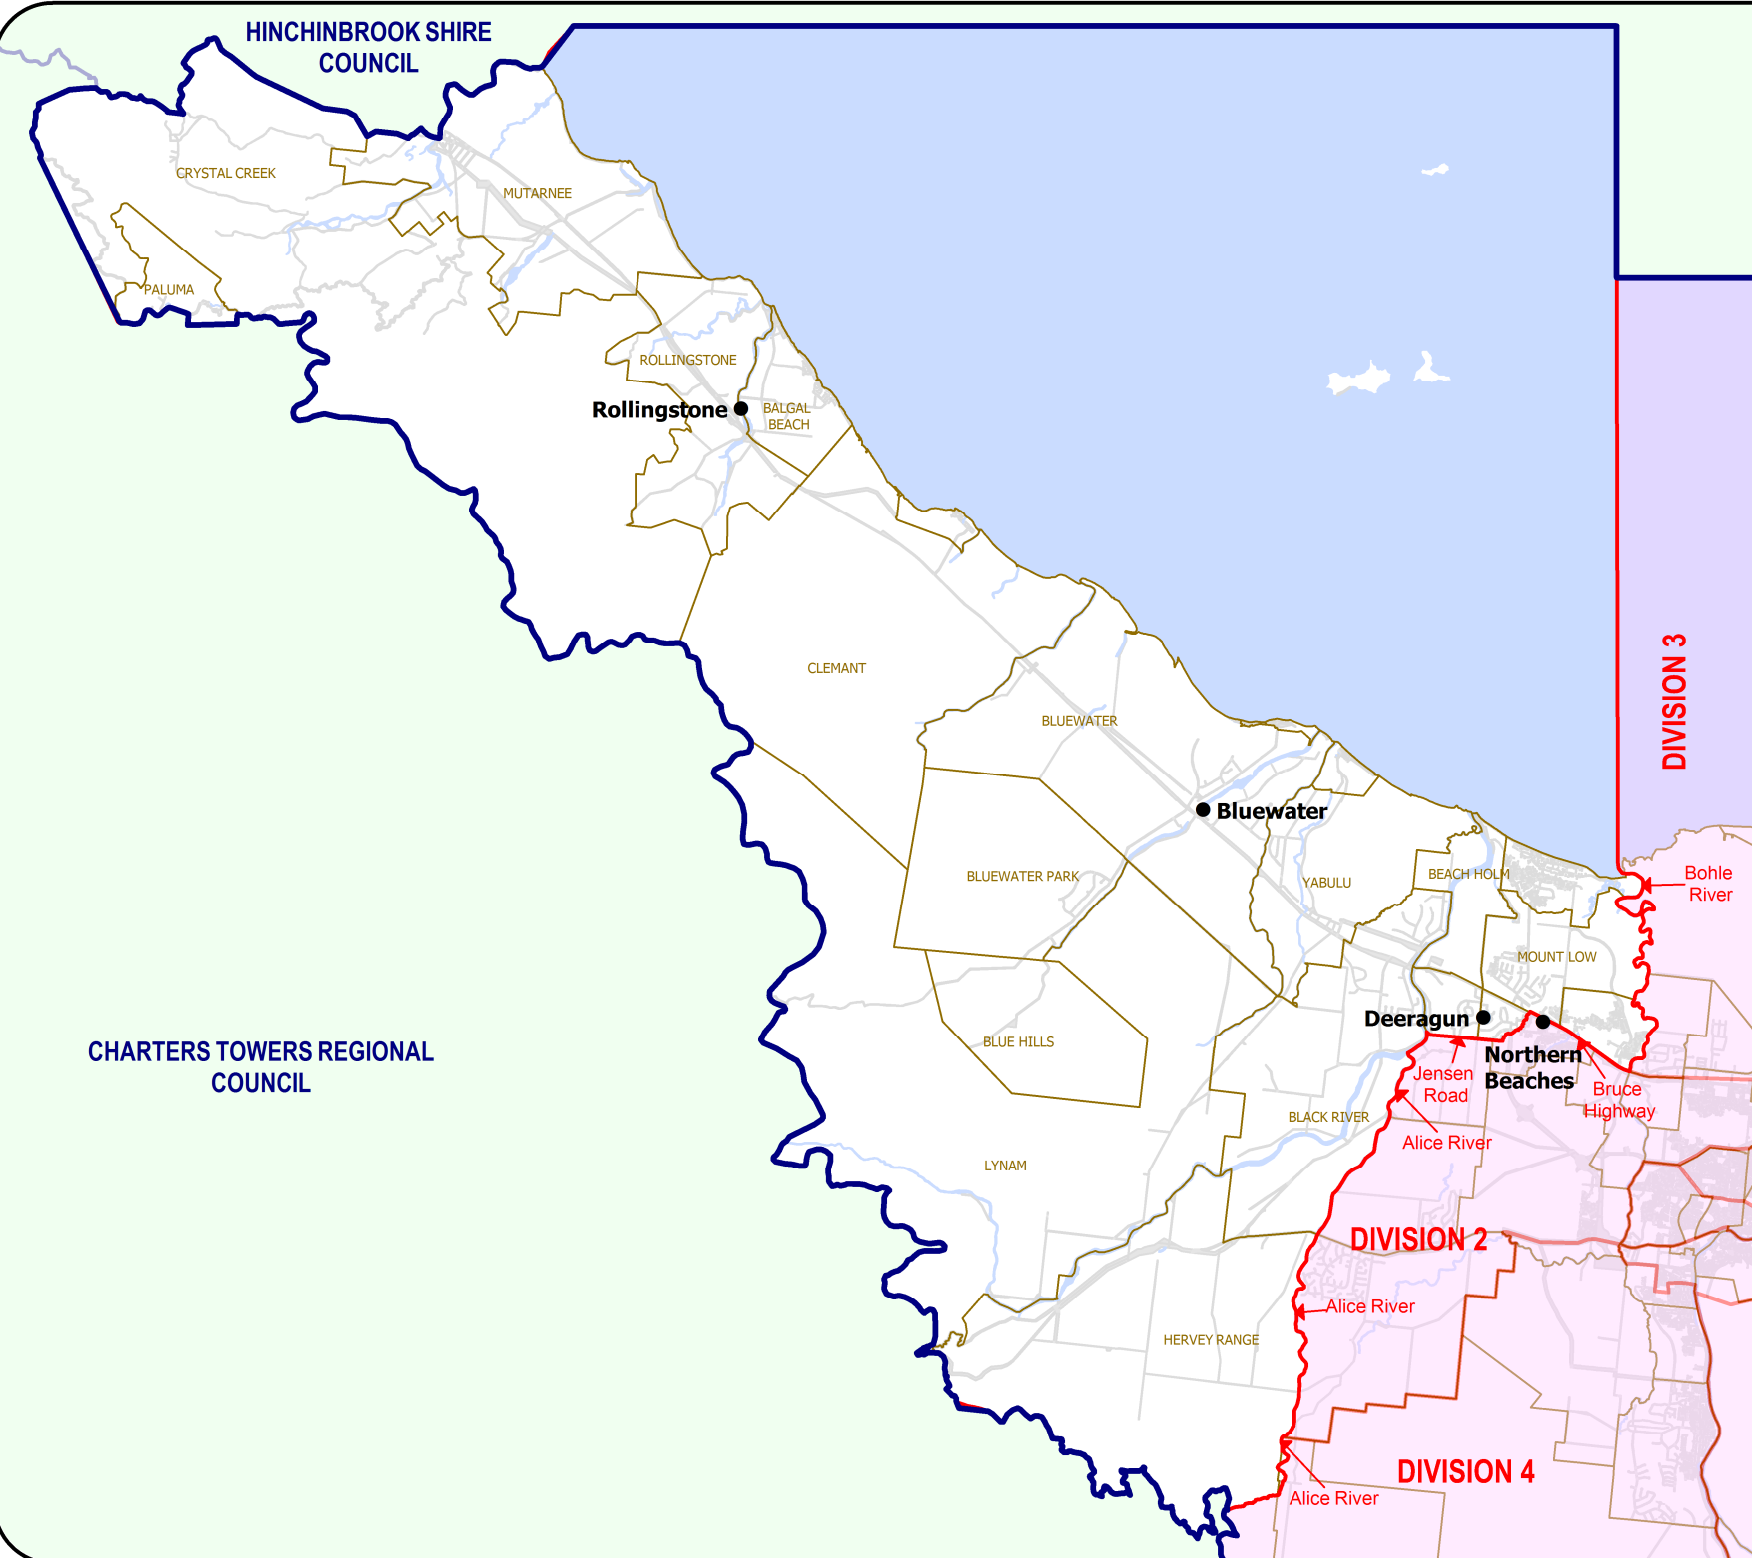 HINCHINBROOK SHIRE
COUNCIL
CRYSTAL CREEK
MUTARNEE
PALUMA
ROLLINGSTONE
Rollingstone
BALGAL
BEACH
CLEMANT
DIVISION 3
BLUEWATER
Bluewater
BLUEWATER PARK
YABULU
BEACH HOLM
Bohle
River
MOUNT LOW
Deeragun
Northern
Beaches
CHARTERS TOWERS REGIONAL
COUNCIL
BLUE HILLS
Jensen
Road
Bruce
Highway
BLACK RIVER
Alice River
LYNAM
DIVISION 2
Alice River
HERVEY RANGE
DIVISION 4
Alice River